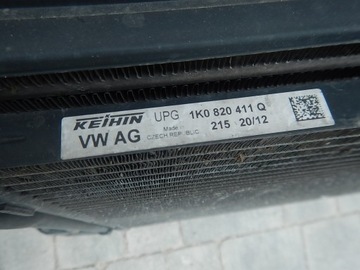 KEIHIN UPG 1K0 820 411 Q
VW AG Made in CZECH REPUBLIC 215 20/12